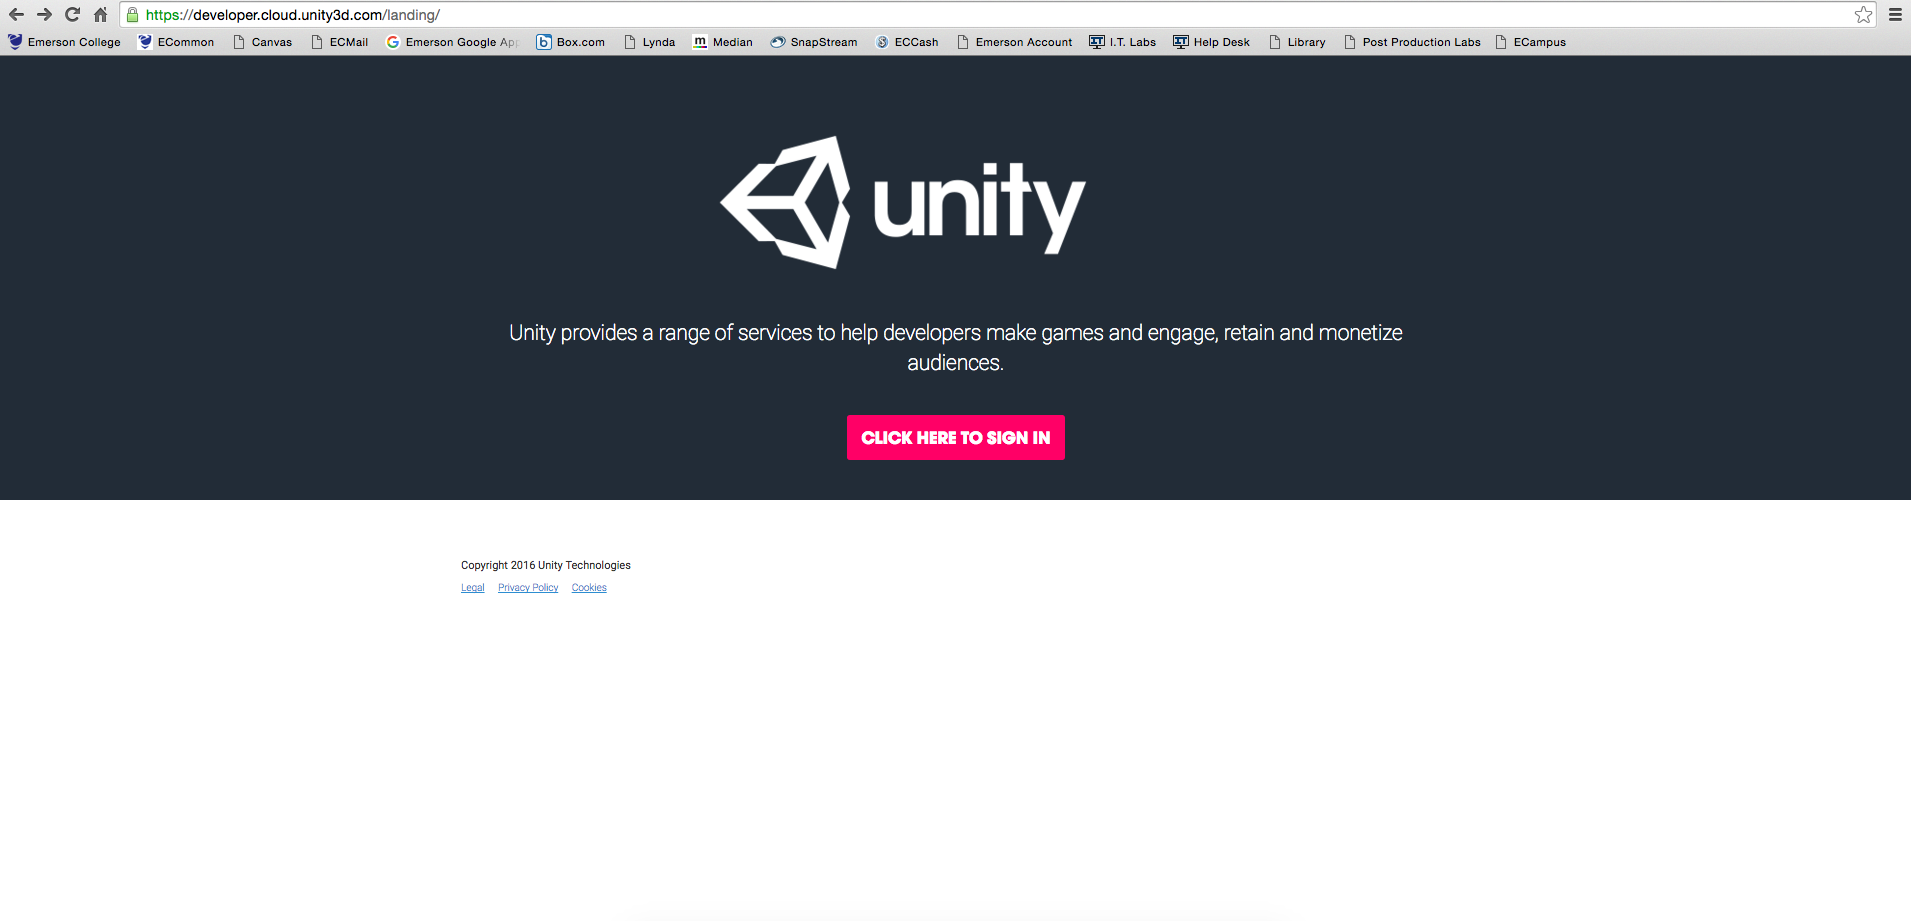 https://developer.cloud.unity3d.com/landing/
Emerson College ECommon Canvas ECMail Emerson Google App Box.com Lynda m Median SnapStream ECCash Emerson Account I.T. Labs Help Desk Library Post Production Labs ECampus
unity
Unity provides a range of services to help developers make games and engage, retain and monetize
audiences.
CLICK HERE TO SIGN IN
Copyright 2016 Unity Technologies
Legal Privacy Policy Cookies